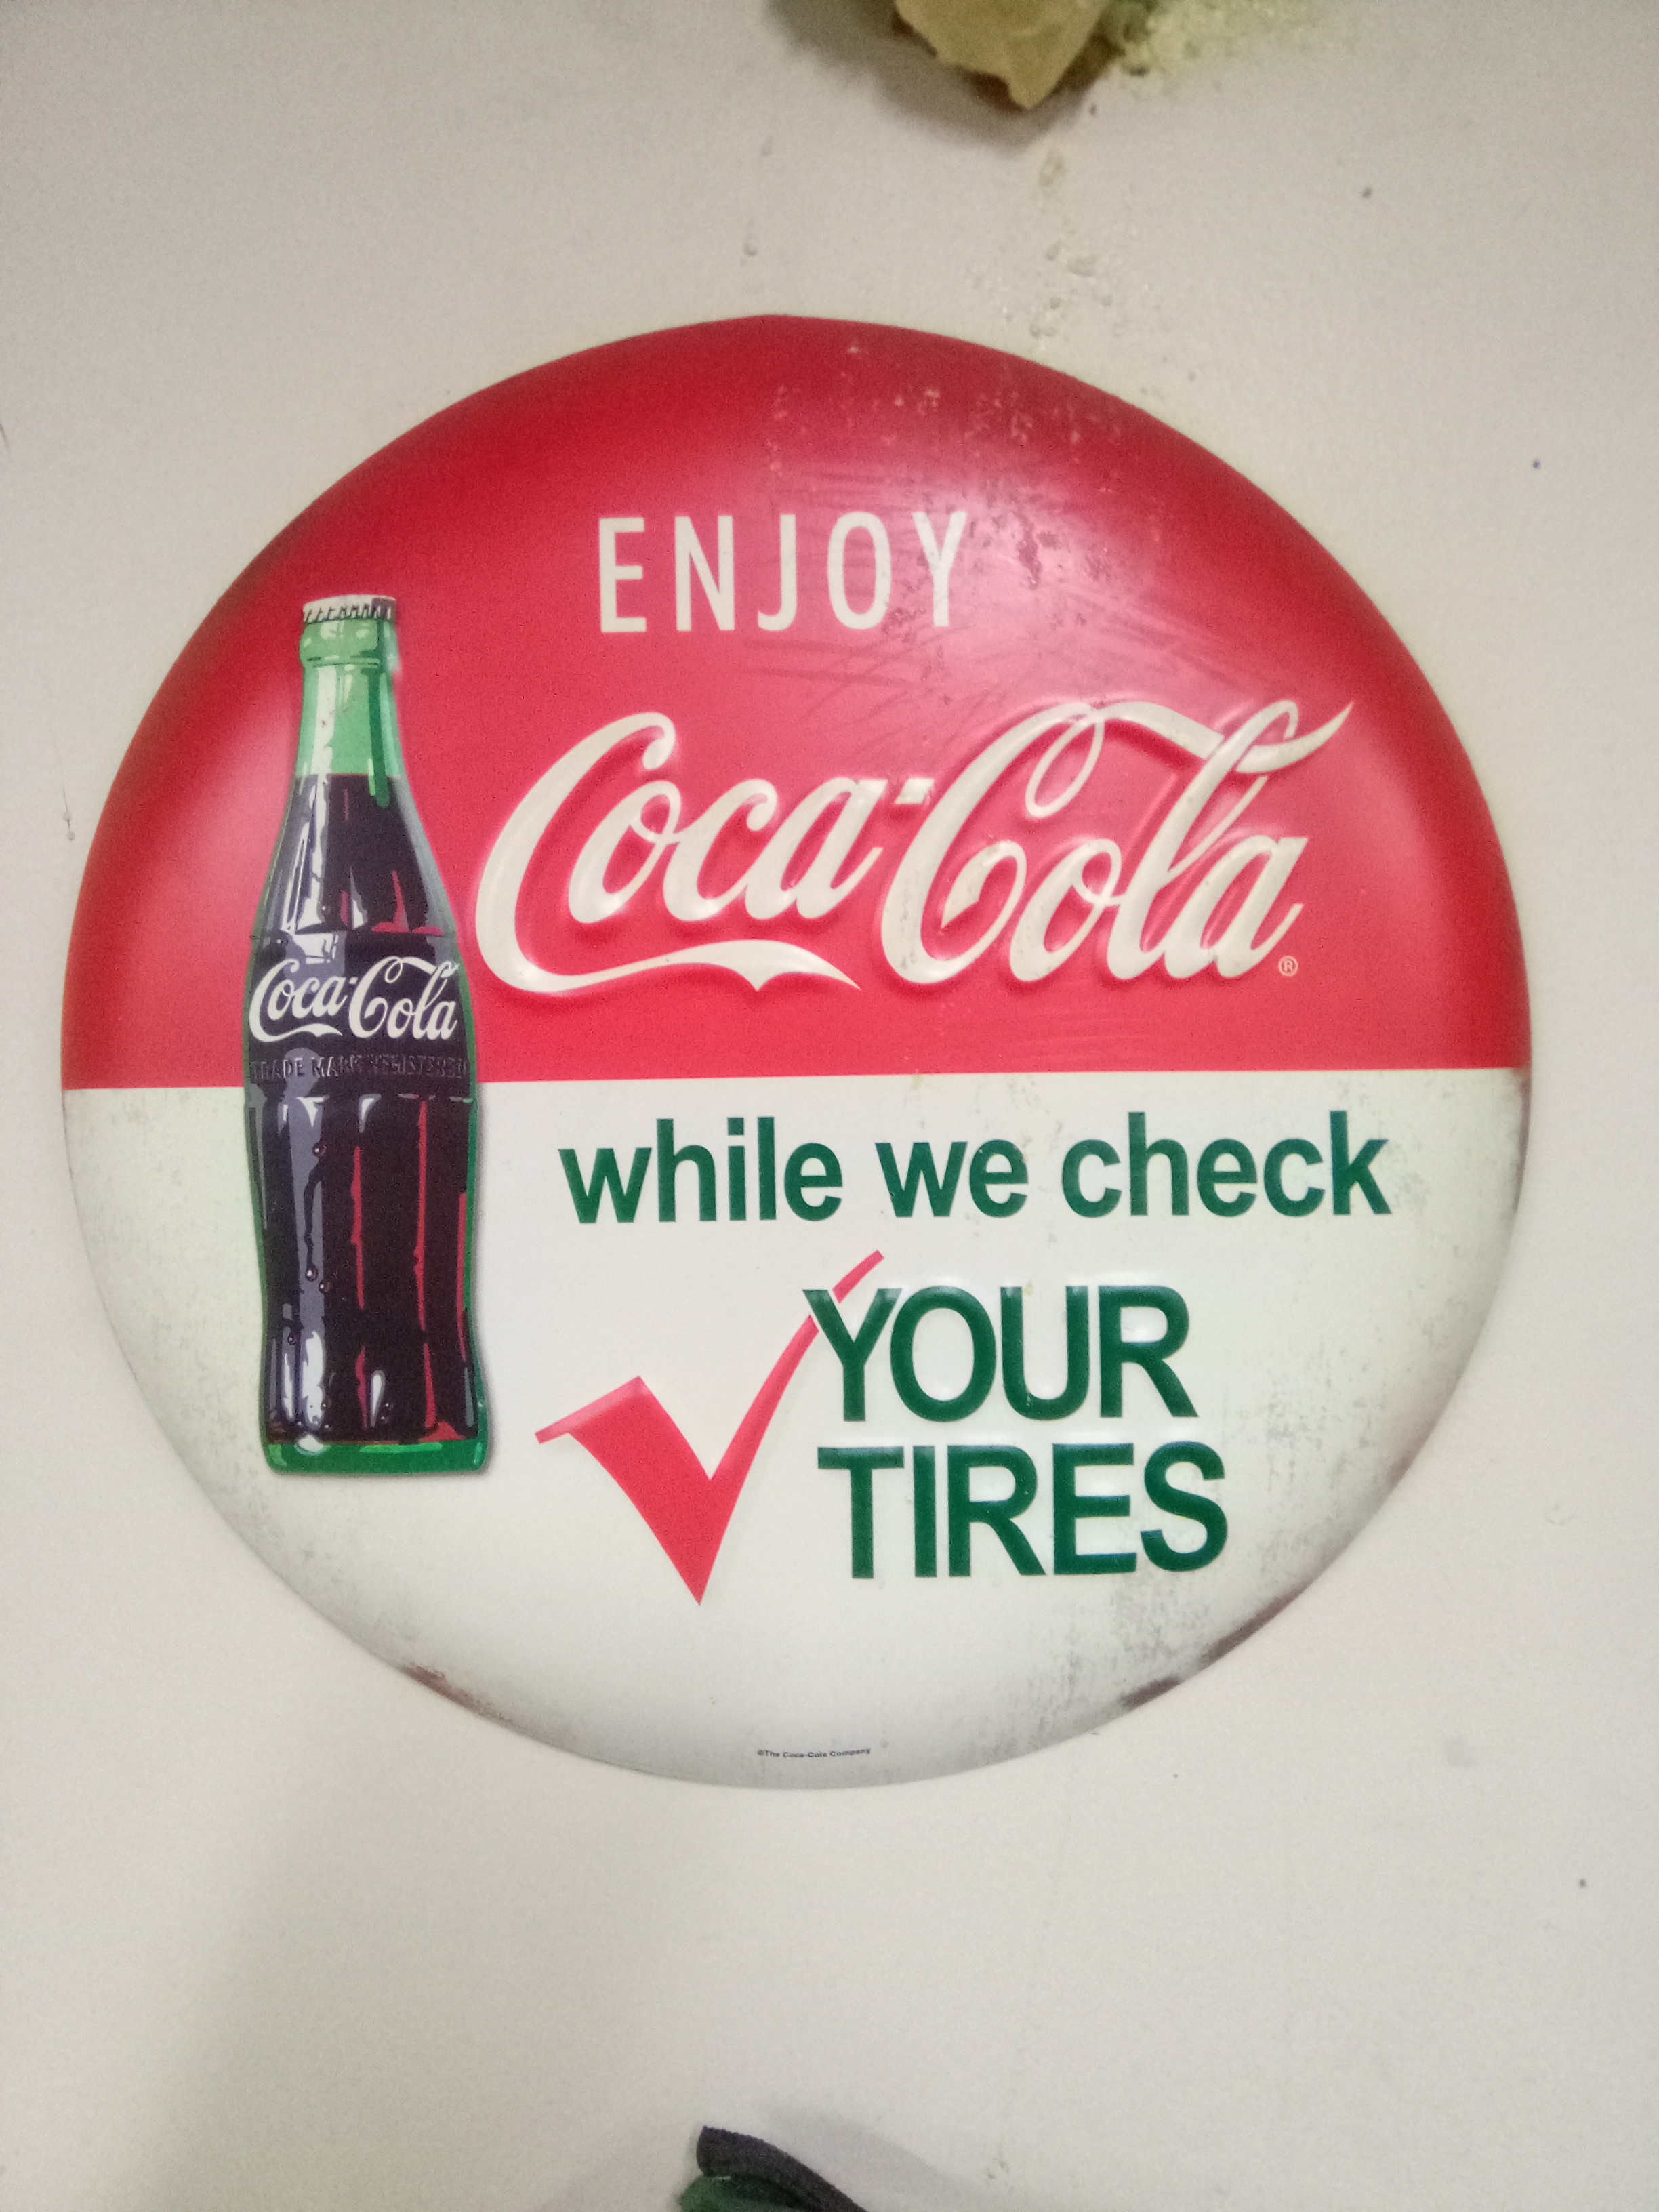 ENJOY
Coca-Cola®
Coca-Cola
TRADE MARK REGISTERED
while we check
YOUR
TIRES
©The Coca-Cola Company